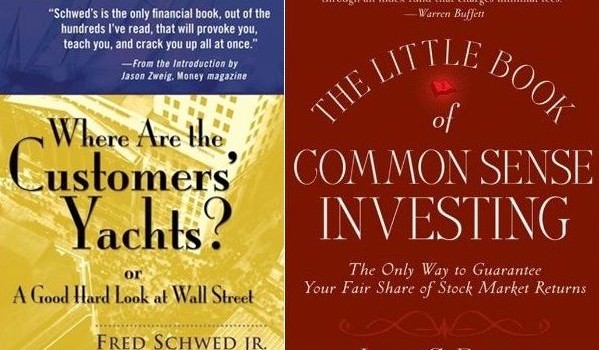 “Schwed’s is the only financial book, out of the
hundreds I’ve read, that will provoke you,
teach you, and crack you up all at once.”
—From the Introduction by
Jason Zweig, Money magazine
Where Are the
Customers’
Yachts?
or
A Good Hard Look at Wall Street
FRED SCHWED JR.
—Warren Buffett
THE LITTLE BOOK
of
COMMON SENSE
INVESTING
The Only Way to Guarantee
Your Fair Share of Stock Market Returns